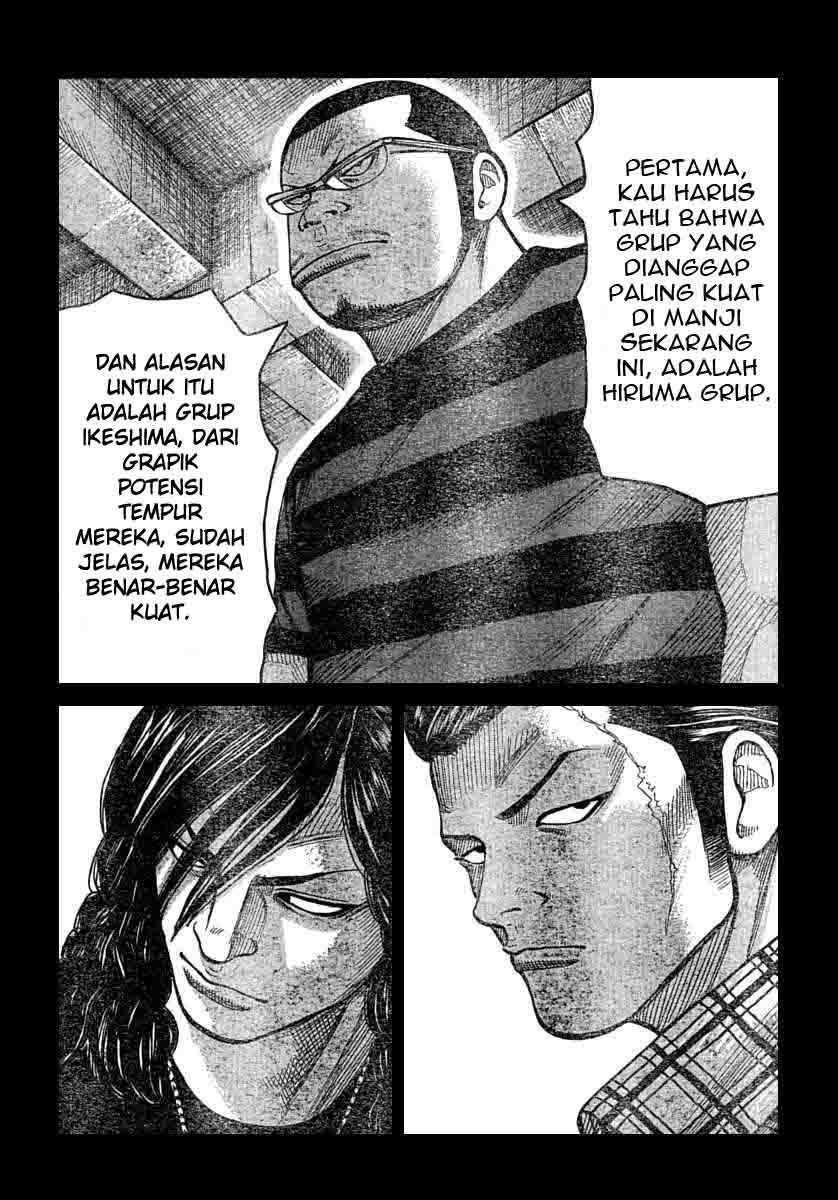 PERTAMA,
KAU HARUS
TAHU BAHWA
GRUP YANG
DIANGGAP
PALING KUAT
DI MANJI
SEKARANG
INI, ADALAH
HIRUMA GRUP.
DAN ALASAN
UNTUK ITU
ADALAH GRUP
IKESHIMA, DARI
GRAPIK
POTENSI
TEMPUR
MEREKA, SUDAH
JELAS, MEREKA
BENAR-BENAR
KUAT.